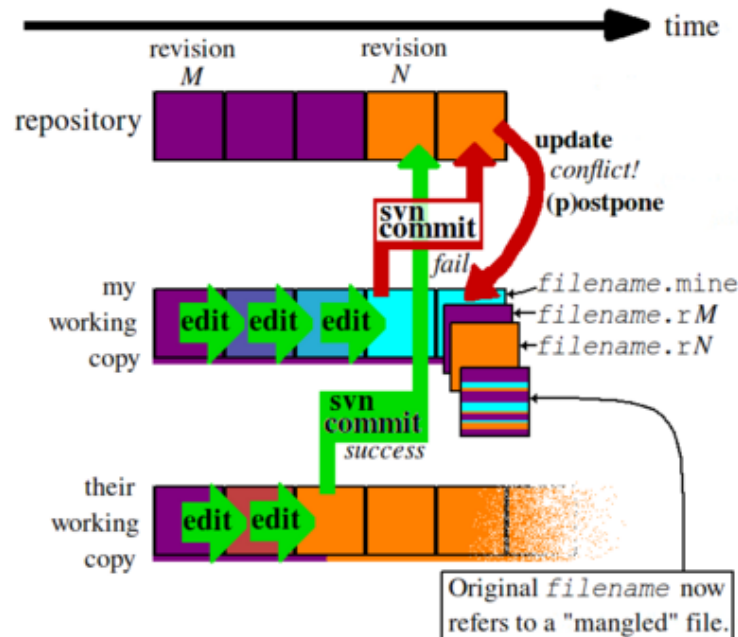 time
revision
M
revision
N
repository
update
conflict!
(p)ostpone
svn
commit
fail
my
working
copy
edit
edit
edit
filename.mine
filename.rM
filename.rN
svn
commit
success
their
working
copy
edit
edit
Original filename now
refers to a "mangled" file.